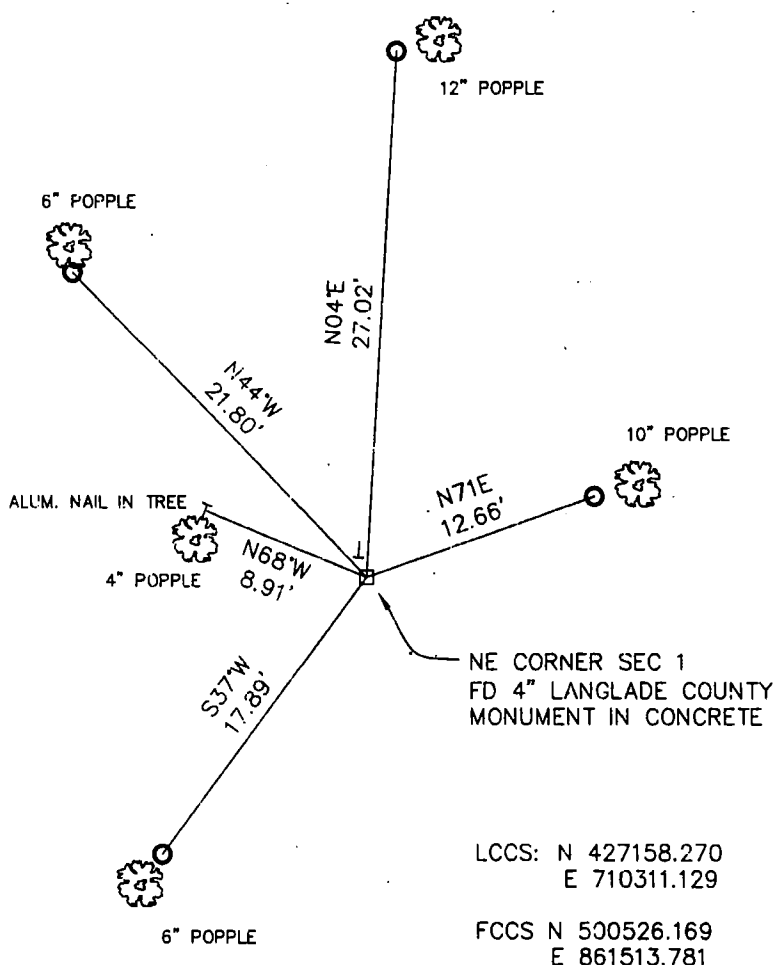 12" POPPLE
6" POPPLE
N04°E
27.02'
N44°W
21.80'
10" POPPLE
N71E
12.66'
ALUM. NAIL IN TREE
N68°W
8.91'
4" POPPLE
S37°W
17.89'
NE CORNER SEC 1
FD 4" LANGLADE COUNTY
MONUMENT IN CONCRETE
LCCS: N 427158.270
E 710311.129
6" POPPLE
FCCS N 500526.169
E 861513.781